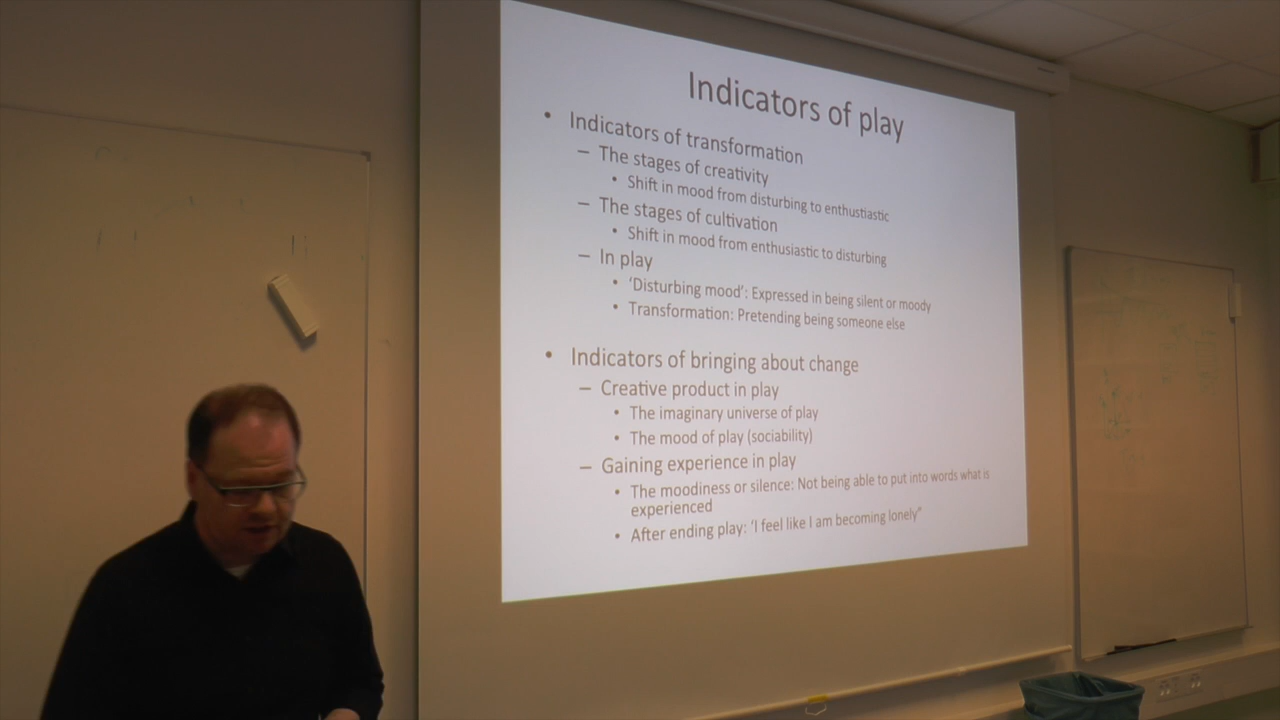 Indicators of play
• Indicators of transformation
– The stages of creativity
• Shift in mood from disturbing to enthustiastic
– The stages of cultivation
• Shift in mood from enthusiastic to disturbing
– In play
• ‘Disturbing mood’: Expressed in being silent or moody
• Transformation: Pretending being someone else
• Indicators of bringing about change
– Creative product in play
• The imaginary universe of play
• The mood of play (sociability)
– Gaining experience in play
• The moodiness or silence: Not being able to put into words what is
experienced
• After ending play: ‘I feel like I am becoming lonely”